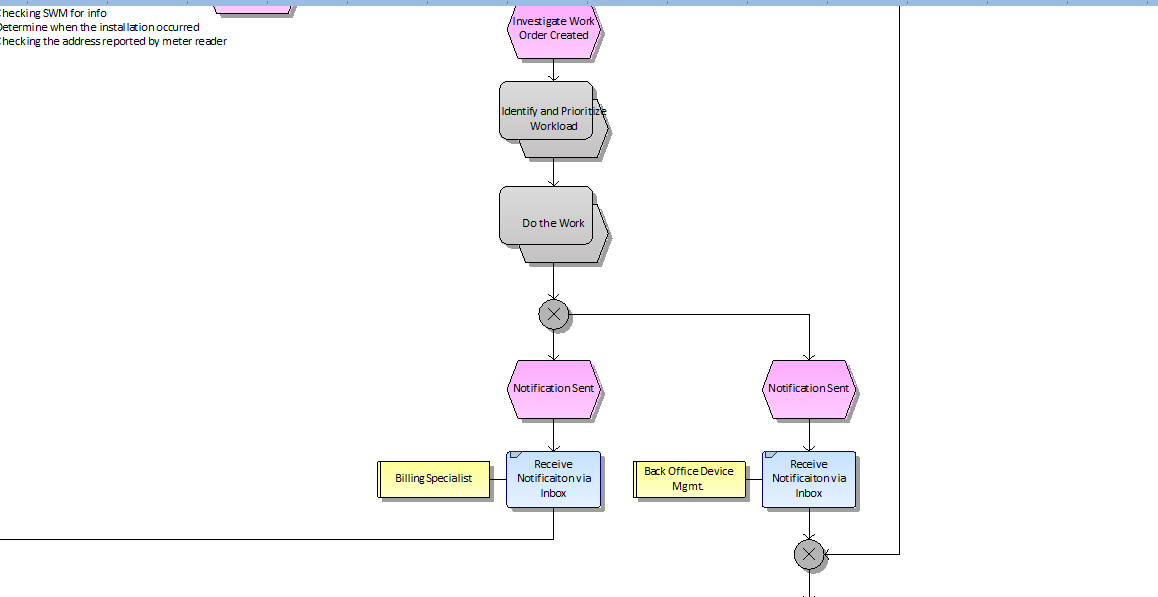 hecking SWM for info
Determine when the installation occurred
hecking the address reported by meter reader
Investigate Work
Order Created
Identify and Prioritize
Workload
Do the Work
Notification Sent
Notification Sent
Billing Specialist
Receive
Notificaiton via
Inbox
Back Office Device
Mgmt.
Receive
Notificaiton via
Inbox